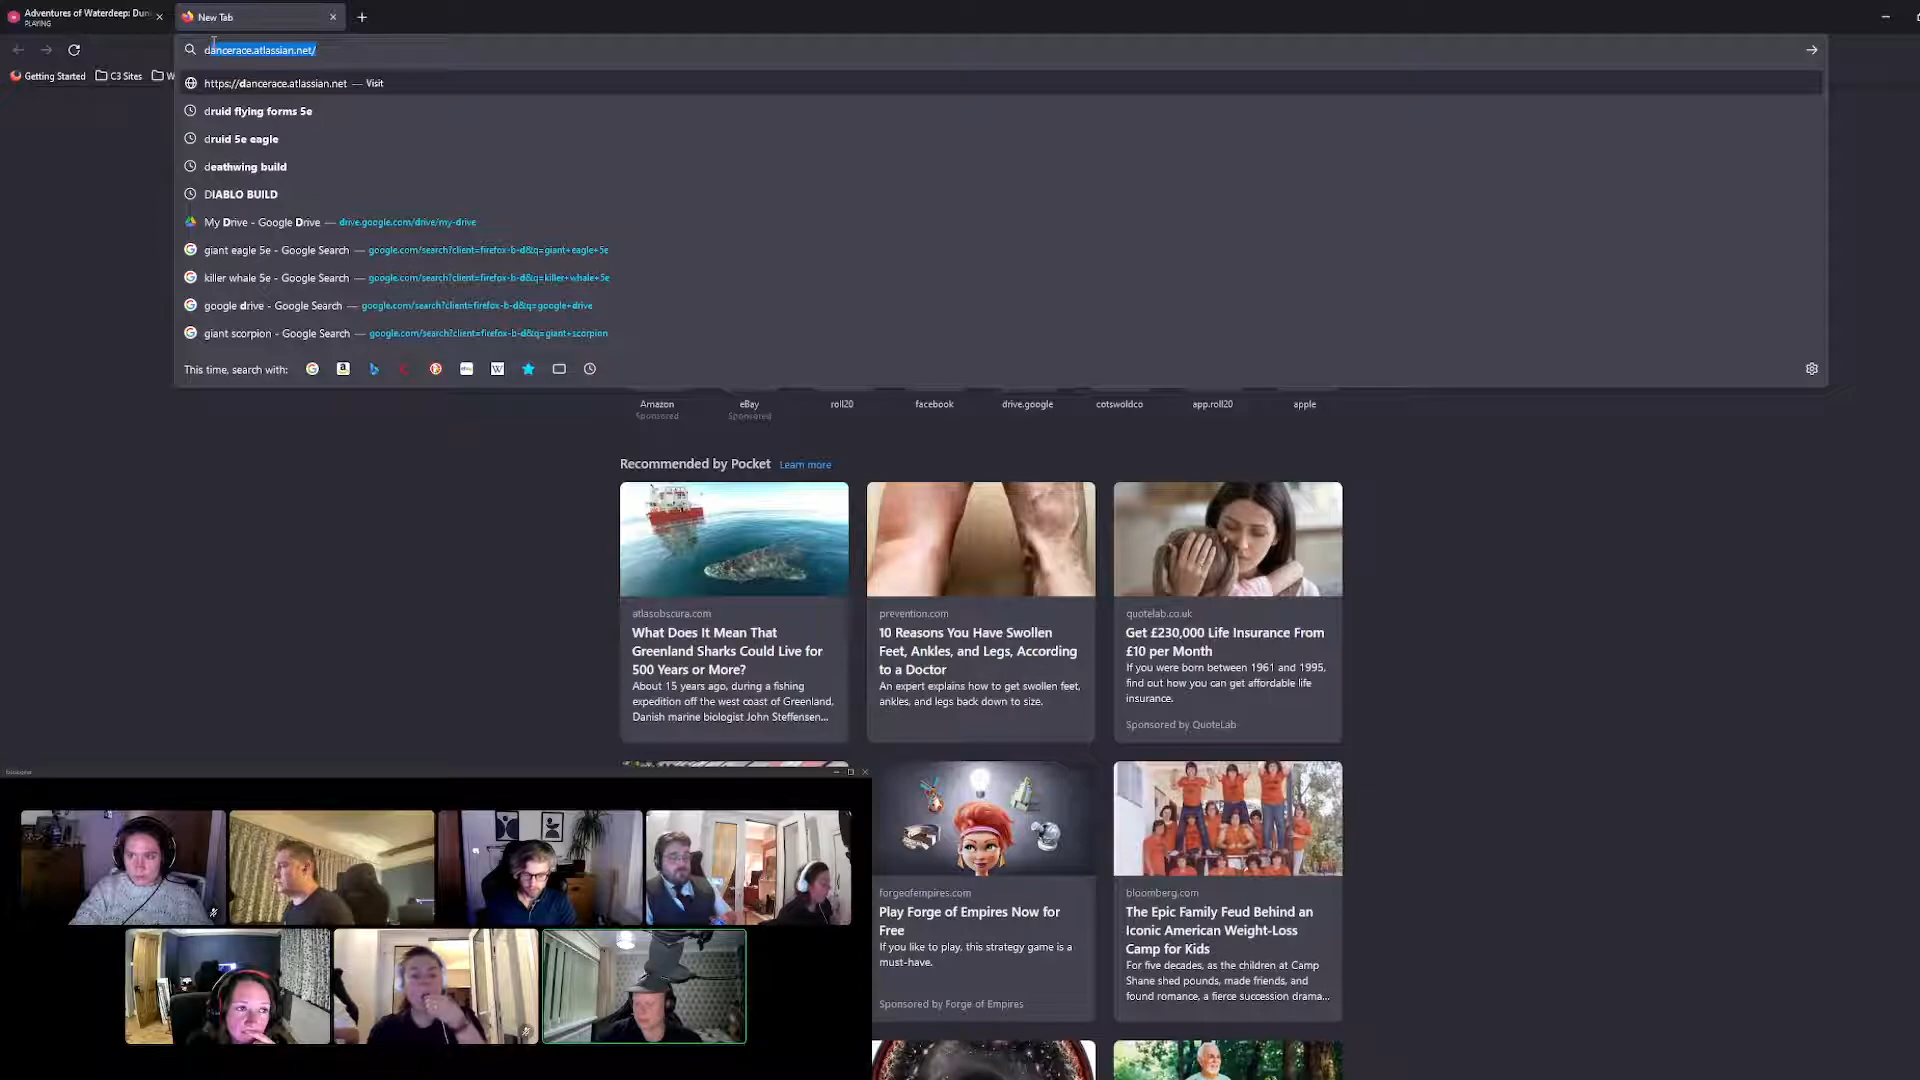 Adventures of Waterdeep: Dun
PLAYING
New Tab
dancerace.atlassian.net/
Getting Started
C3 Sites
W
https://dancerace.atlassian.net — Visit
druid flying forms 5e
druid 5e eagle
deathwing build
DIABLO BUILD
My Drive - Google Drive — drive.google.com/drive/my-drive
giant eagle 5e - Google Search — google.com/search?client=firefox-b-d&q=giant+eagle+5e
killer whale 5e - Google Search — google.com/search?client=firefox-b-d&q=killer+whale+5e
google drive - Google Search — google.com/search?client=firefox-b-d&q=google+drive
giant scorpion - Google Search — google.com/search?client=firefox-b-d&q=giant+scorpion
This time, search with:
Amazon
Sponsored
eBay
Sponsored
roll20
facebook
drive.google
cotswoldco
app.roll20
apple
Recommended by Pocket Learn more
atlasobscura.com
What Does It Mean That
Greenland Sharks Could Live for
500 Years or More?
About 15 years ago, during a fishing
expedition off the west coast of Greenland,
Danish marine biologist John Steffensen...
prevention.com
10 Reasons You Have Swollen
Feet, Ankles, and Legs, According
to a Doctor
An expert explains how to get swollen feet,
ankles, and legs back down to size.
quotelab.co.uk
Get £230,000 Life Insurance From
£10 per Month
If you were born between 1961 and 1995,
find out how you can get affordable life
insurance.
Sponsored by QuoteLab
forgeofempires.com
Play Forge of Empires Now for
Free
If you like to play, this strategy game is a
must-have.
Sponsored by Forge of Empires
bloomberg.com
The Epic Family Feud Behind an
Iconic American Weight-Loss
Camp for Kids
For five decades, as the children at Camp
Shane shed pounds, made friends, and
found romance, a fierce succession drama...